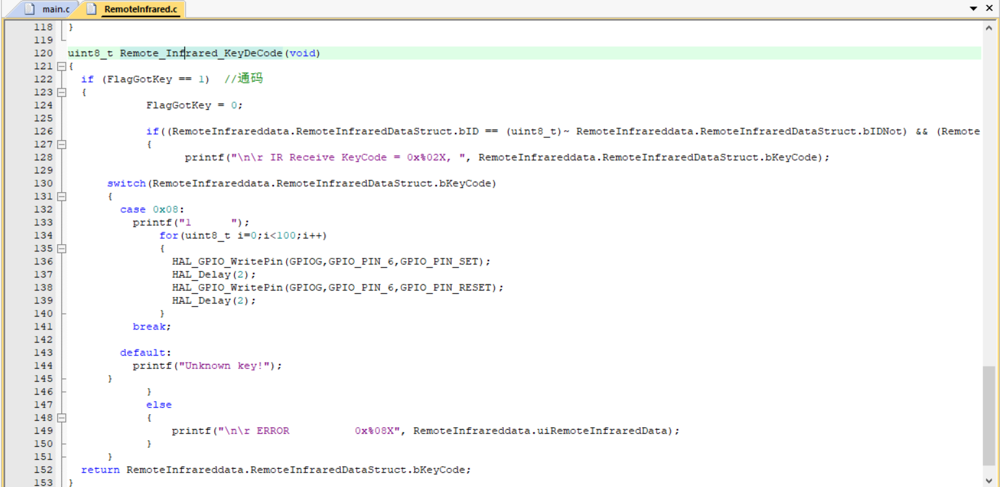 main.c RemoteInfrared.c
118 }
119
120 uint8_t Remote_Infrared_KeyDeCode(void)
121 {
122 if (FlagGotKey == 1) //通码
123 {
124 FlagGotKey = 0;
125
126 if((RemoteInfrareddata.RemoteInfraredDataStruct.bID == (uint8_t)~ RemoteInfrareddata.RemoteInfraredDataStruct.bIDNot) && (Remote
127 {
128 printf("\n\r IR Receive KeyCode = 0x%02X, ", RemoteInfrareddata.RemoteInfraredDataStruct.bKeyCode);
129
130 switch(RemoteInfrareddata.RemoteInfraredDataStruct.bKeyCode)
131 {
132 case 0x08:
133 printf("1      ");
134 for(uint8_t i=0;i<100;i++)
135 {
136 HAL_GPIO_WritePin(GPIOG,GPIO_PIN_6,GPIO_PIN_SET);
137 HAL_Delay(2);
138 HAL_GPIO_WritePin(GPIOG,GPIO_PIN_6,GPIO_PIN_RESET);
139 HAL_Delay(2);
140 }
141 break;
142
143 default:
144 printf("Unknown key!");
145 }
146 }
147 else
148 {
149 printf("\n\r ERROR          0x%08X", RemoteInfrareddata.uiRemoteInfraredData);
150 }
151 }
152 return RemoteInfrareddata.RemoteInfraredDataStruct.bKeyCode;
153 }